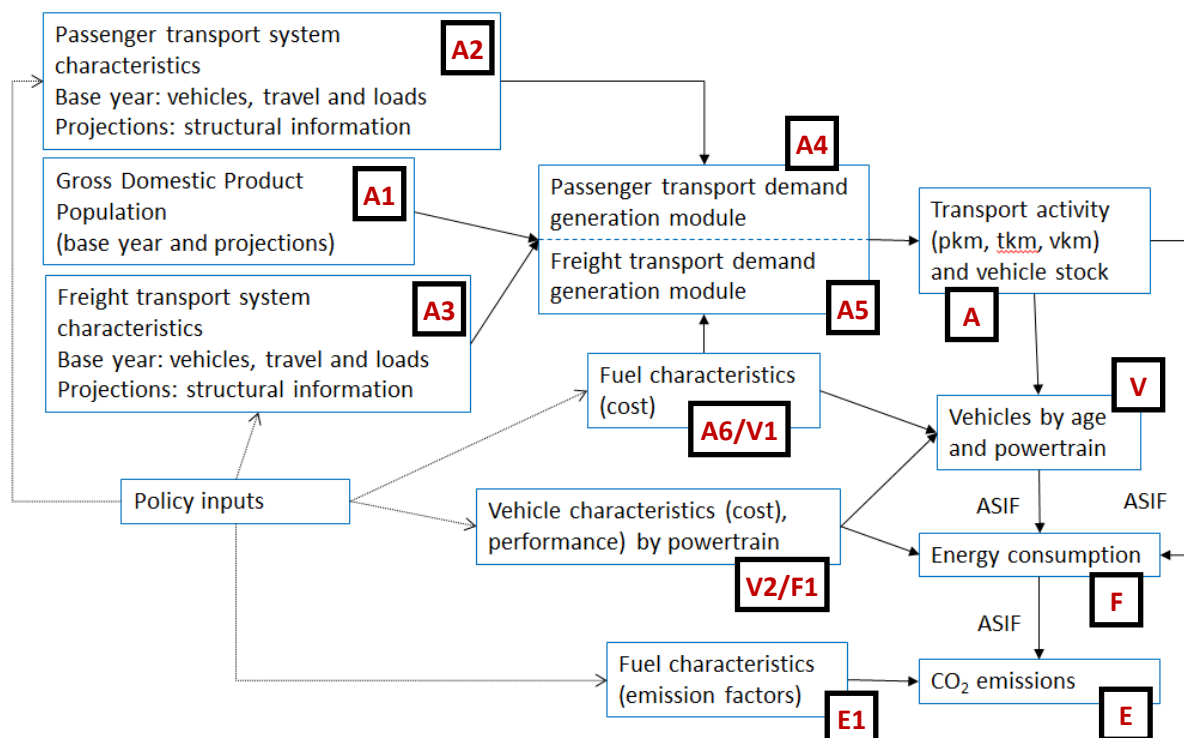 Passenger transport system
characteristics
Base year: vehicles, travel and loads
Projections: structural information
A2
Gross Domestic Product
Population
(base year and projections)
A1
Freight transport system
characteristics
Base year: vehicles, travel and loads
Projections: structural information
A3
A4
Passenger transport demand
generation module
Freight transport demand
generation module
A5
Transport activity
(pkm, tkm, vkm)
and vehicle stock
A
Fuel characteristics
(cost)
A6/V1
V
Vehicles by age
and powertrain
Policy inputs
Vehicle characteristics (cost),
performance) by powertrain
V2/F1
ASIF
ASIF
Energy consumption
F
ASIF
Fuel characteristics
(emission factors)
E1
CO₂ emissions
E